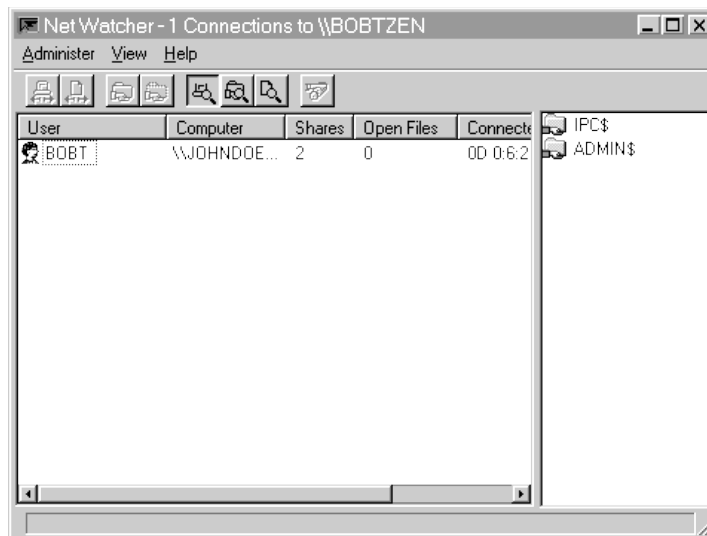 Net Watcher - 1 Connections to \\BOBTZEN
Administer View Help
User Computer Shares Open Files Connecte
BOBT \\JOHNDOE... 2 0 0D 0:6:2
IPC$
ADMIN$